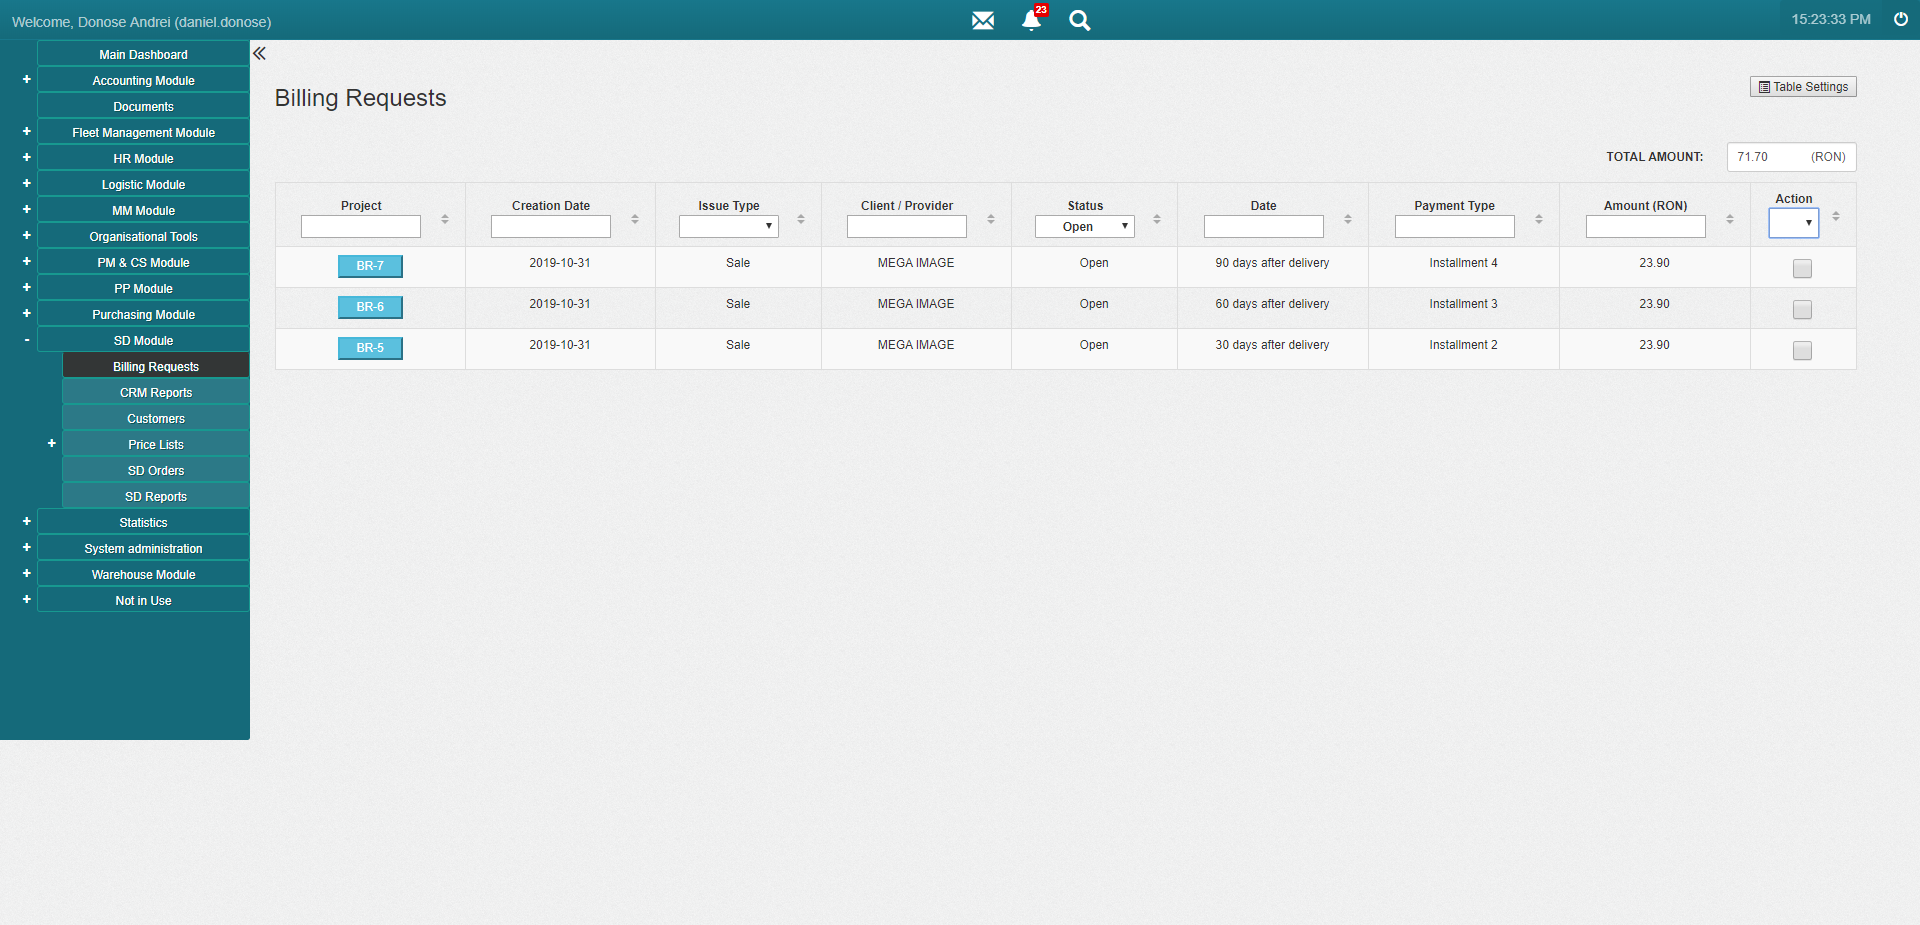 Welcome, Donose Andrei (daniel.donose)
23
15:23:33 PM
Main Dashboard
+ Accounting Module
Documents
+ Fleet Management Module
+ HR Module
+ Logistic Module
+ MM Module
+ Organisational Tools
+ PM & CS Module
+ PP Module
+ Purchasing Module
- SD Module
Billing Requests
CRM Reports
Customers
+ Price Lists
SD Orders
SD Reports
+ Statistics
+ System administration
+ Warehouse Module
+ Not in Use
Billing Requests
Table Settings
TOTAL AMOUNT: 71.70 (RON)
Project Creation Date Issue Type Client / Provider Status Date Payment Type Amount (RON) Action
Open
BR-7 2019-10-31 Sale MEGA IMAGE Open 90 days after delivery Installment 4 23.90
BR-6 2019-10-31 Sale MEGA IMAGE Open 60 days after delivery Installment 3 23.90
BR-5 2019-10-31 Sale MEGA IMAGE Open 30 days after delivery Installment 2 23.90